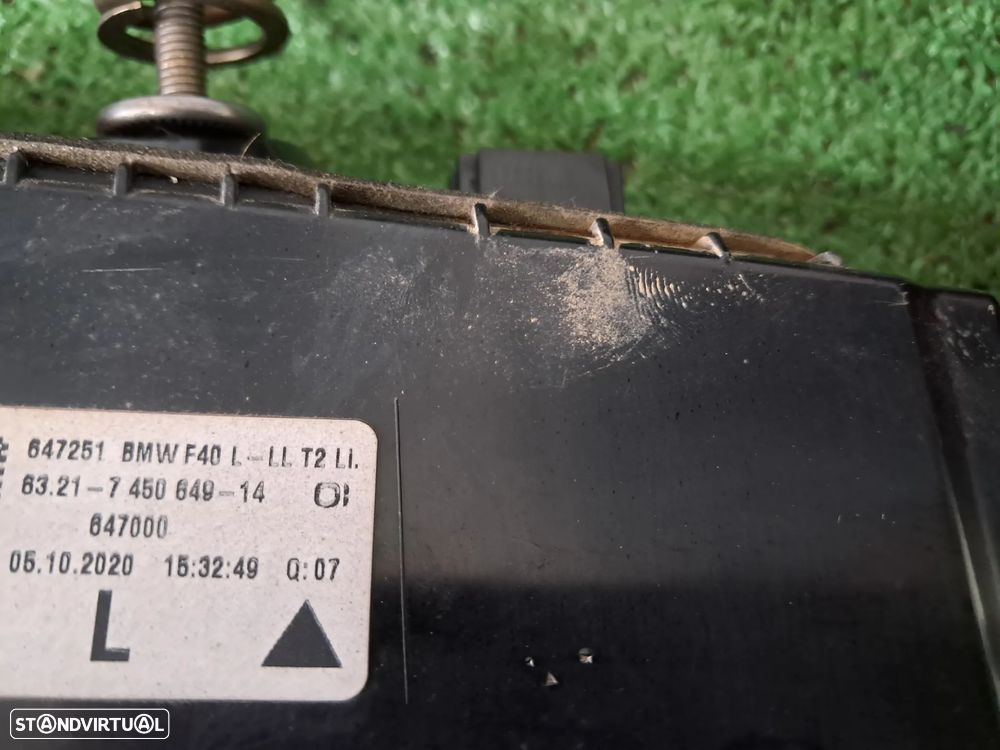 647251 BMW F40 L-LL T2 Li.
63.21-7 450 649-14
647000
05.10.2020 15:32:49 Q:07
L
STANDVIRTUAL